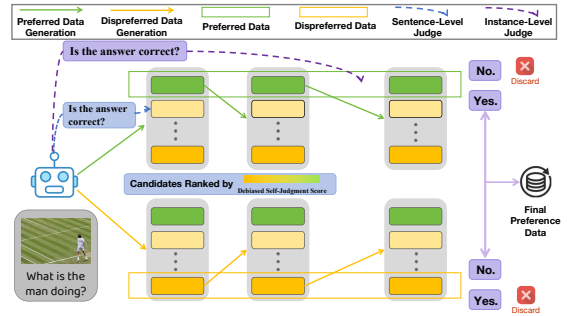 Preferred Data
Generation
Dispreferred Data
Generation
Preferred Data
Dispreferred Data
Sentence-Level
Judge
Instance-Level
Judge
Is the answer correct?
No.
Discard
Is the answer
correct?
Yes.
Candidates Ranked by
Debiased Self-Judgment Score
Final
Preference
Data
What is the
man doing?
No.
Yes.
Discard